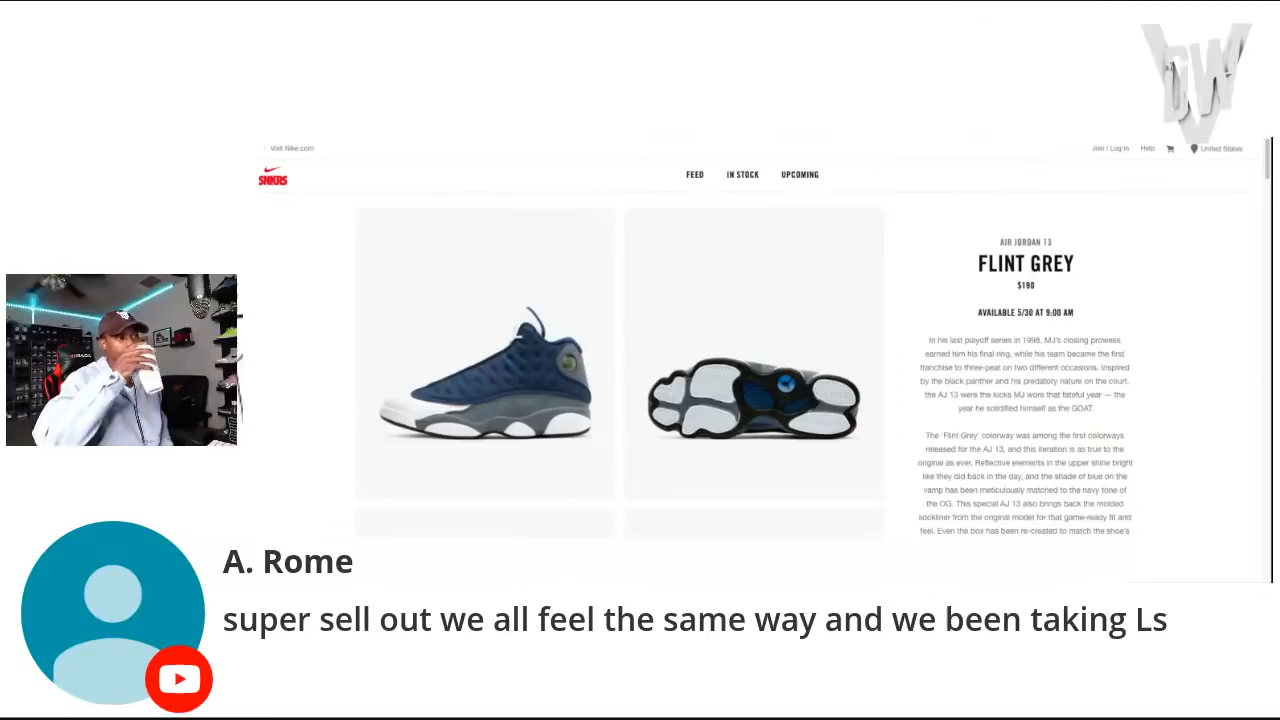 Visit Nike.com
Join / Log In Help United States
SNKRS
FEED IN STOCK UPCOMING
AIR JORDAN 13
FLINT GREY
$190
AVAILABLE 5/30 AT 9:00 AM
In his last playoff series in 1998, MJ's closing prowess
earned him his final ring, while his team became the first
franchise to three-peat on two different occasions. Inspired
by the black panther and his predatory nature on the court,
the AJ 13 were the kicks MJ wore that fateful year — the
year he solidified himself as the GOAT.
The 'Flint Grey' colorway was among the first colorways
released for the AJ 13, and this iteration is as true to the
original as ever. Reflective elements in the upper shine bright
like they did back in the day, and the shade of blue on the
vamp has been meticulously matched to the navy tone of
the OG. This special AJ 13 also brings back the molded
sockliner from the original model for that game-ready fit and
feel. Even the box has been re-created to match the shoe's
A. Rome
super sell out we all feel the same way and we been taking Ls